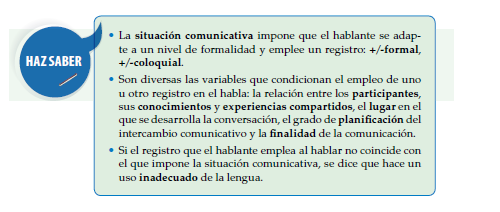 HAZ SABER
• La situación comunicativa impone que el hablante se adap-
te a un nivel de formalidad y emplee un registro: +/-formal,
+/-coloquial.
• Son diversas las variables que condicionan el empleo de uno
u otro registro en el habla: la relación entre los participantes,
sus conocimientos y experiencias compartidos, el lugar en el
que se desarrolla la conversación, el grado de planificación del
intercambio comunicativo y la finalidad de la comunicación.
• Si el registro que el hablante emplea al hablar no coincide con
el que impone la situación comunicativa, se dice que hace un
uso inadecuado de la lengua.